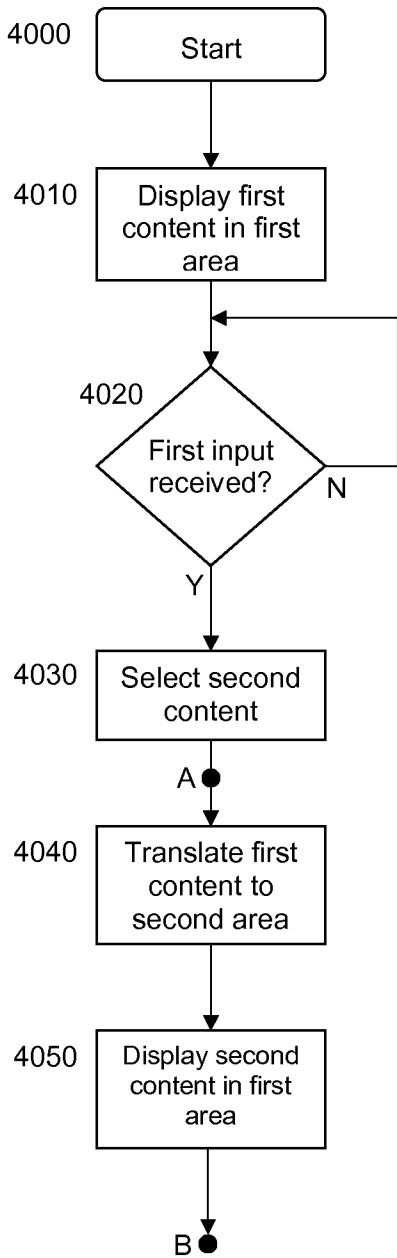 4000
Start
4010
Display first
content in first
area
4020
First input
received?
N
Y
4030
Select second
content
A
4040
Translate first
content to
second area
4050
Display second
content in first
area
B